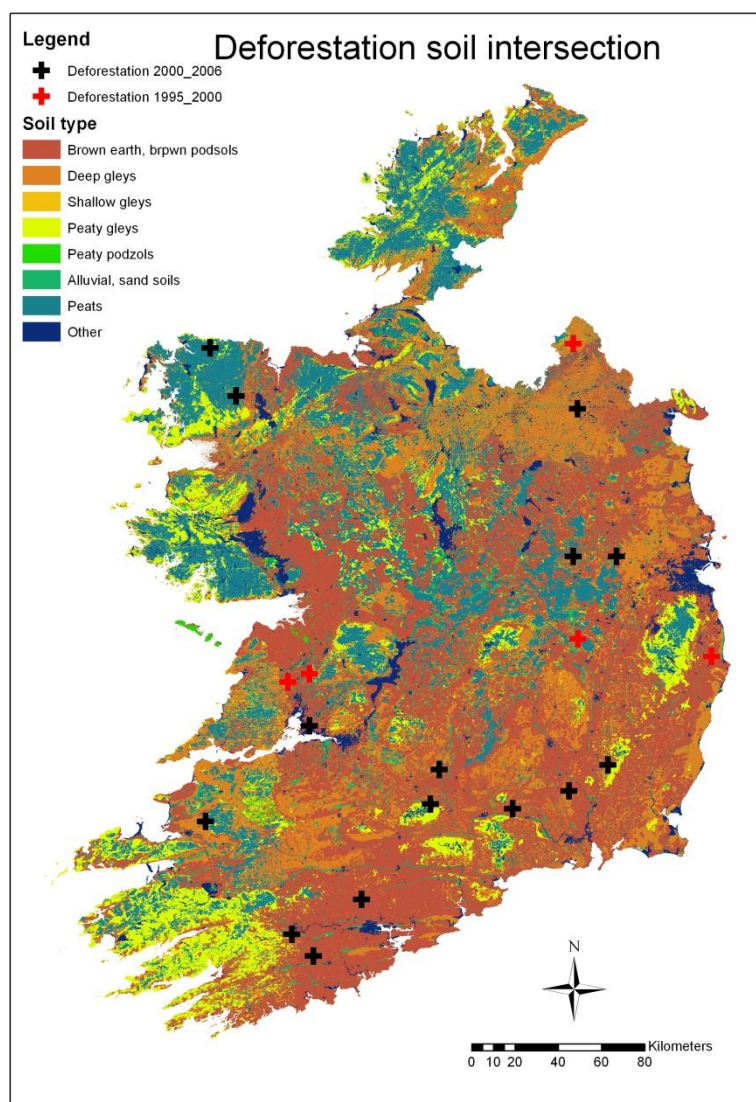 Deforestation soil intersection
Legend
Deforestation 2000_2006
Deforestation 1995_2000
Soil type
Brown earth, brpwn podsols
Deep gleys
Shallow gleys
Peaty gleys
Peaty podzols
Alluvial, sand soils
Peats
Other
N
Kilometers
0 10 20 40 60 80